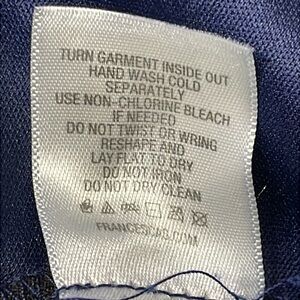 TURN GARMENT INSIDE OUT
HAND WASH COLD
SEPARATELY
USE NON-CHLORINE BLEACH
IF NEEDED
DO NOT TWIST OR WRING
RESHAPE AND
LAY FLAT TO DRY
DO NOT IRON
DO NOT DRY CLEAN
FRANCESCAS.COM